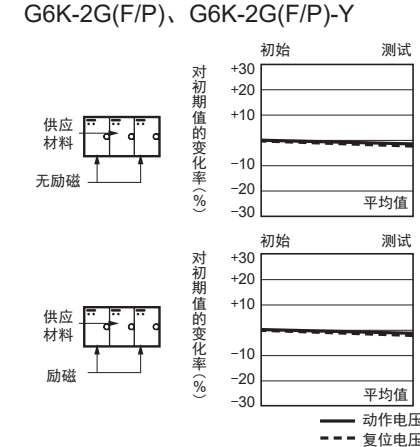 G6K-2G(F/P)、G6K-2G(F/P)-Y
初始 测试
对初期值的变化率(%)
+30
+20
+10
-10
-20
-30
平均值
供应
材料
无励磁
初始 测试
对初期值的变化率(%)
+30
+20
+10
-10
-20
-30
平均值
供应
材料
励磁
动作电压
复位电压